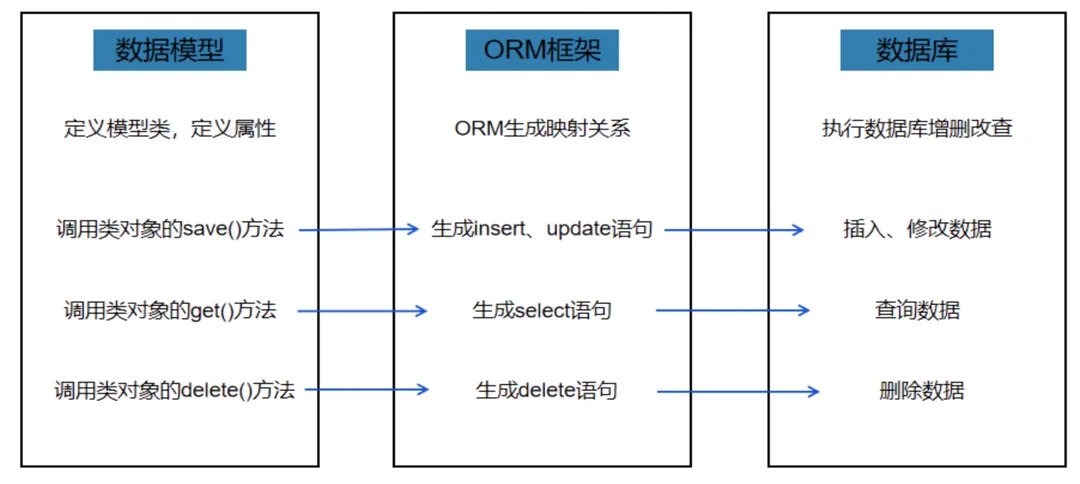 数据模型
ORM框架
数据库
定义模型类，定义属性
ORM生成映射关系
执行数据库增删改查
调用类对象的save()方法
生成insert、update语句
插入、修改数据
调用类对象的get()方法
生成select语句
查询数据
调用类对象的delete()方法
生成delete语句
删除数据